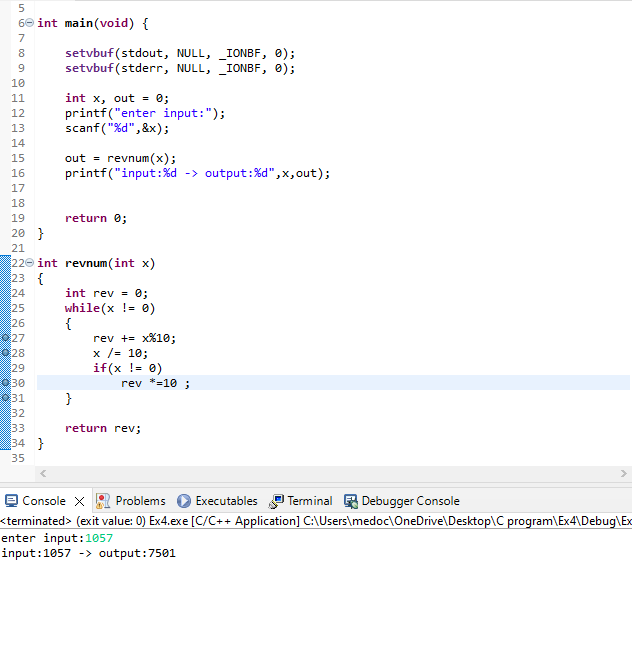 5
6 int main(void) {
7
8 setvbuf(stdout, NULL, _IONBF, 0);
9 setvbuf(stderr, NULL, _IONBF, 0);
10
11 int x, out = 0;
12 printf("enter input:");
13 scanf("%d",&x);
14
15 out = revnum(x);
16 printf("input:%d -> output:%d",x,out);
17
18
19 return 0;
20 }
21
22 int revnum(int x)
23 {
24 int rev = 0;
25 while(x != 0)
26 {
27 rev += x%10;
28 x /= 10;
29 if(x != 0)
30 rev *=10 ;
31 }
32
33 return rev;
34 }
35
Console Problems Executables Terminal Debugger Console
<terminated> (exit value: 0) Ex4.exe [C/C++ Application] C:\Users\medoc\OneDrive\Desktop\C program\Ex4\Debug\Ex
enter input:1057
input:1057 -> output:7501